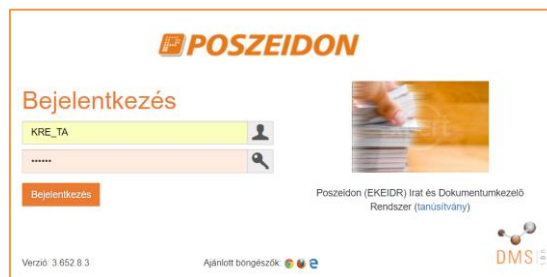 POSZEIDON
Bejelentkezés
KRE_TA
••••••
Bejelentkezés
Poszeidon (EKEIDR) Irat és Dokumentumkezelő
Rendszer (tanúsítvány)
Verzió: 3.652.8.3
Ajánlott böngészők:
DMS